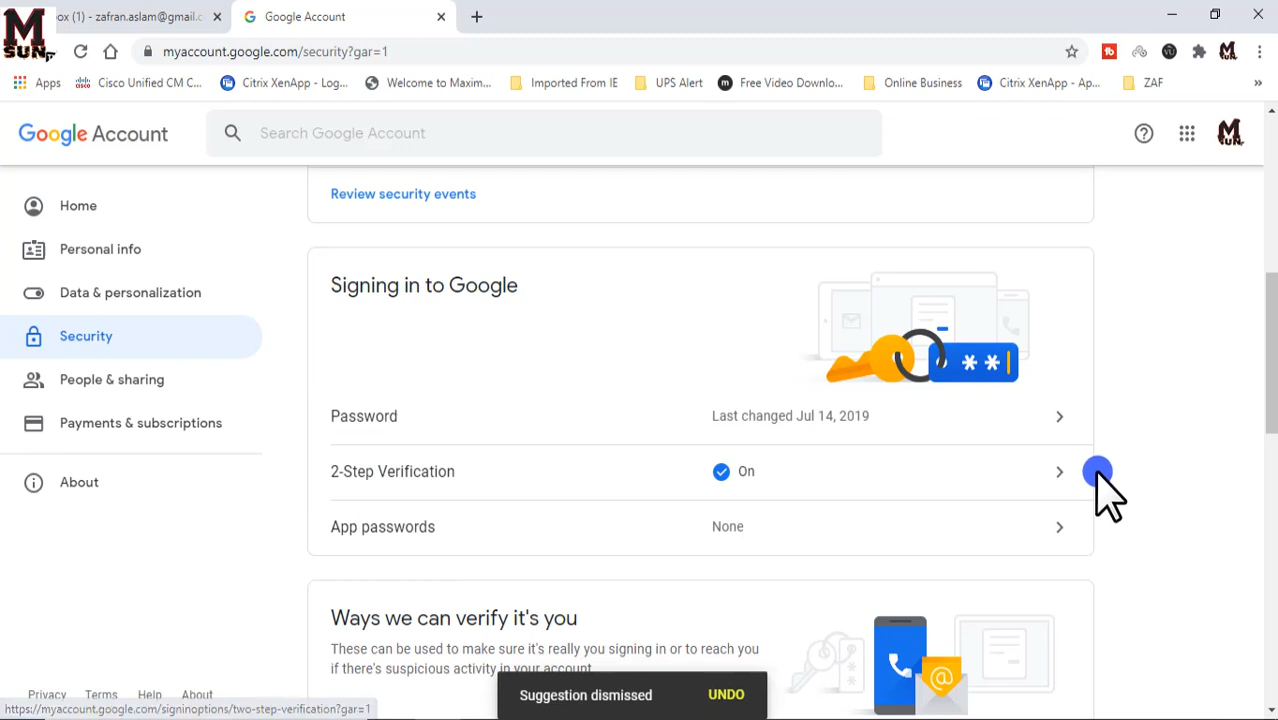 ox (1) - zafran.aslam@gmail.c
Google Account
M
SUN
myaccount.google.com/security?gar=1
Apps
Cisco Unified CM C...
Citrix XenApp - Log...
Welcome to Maxim...
Imported From IE
UPS Alert
Free Video Downlo...
Online Business
Citrix XenApp - Ap...
ZAF
»
Google Account
Search Google Account
Home
Personal info
Data & personalization
Security
People & sharing
Payments & subscriptions
About
Review security events
Signing in to Google
Password
Last changed Jul 14, 2019
2-Step Verification
On
App passwords
None
Ways we can verify it's you
These can be used to make sure it's really you signing in or to reach you
if there's suspicious activity in your account
Suggestion dismissed
UNDO
Privacy
Terms
Help
About
https://myaccount.google.com/signinoptions/two-step-verification?gar=1